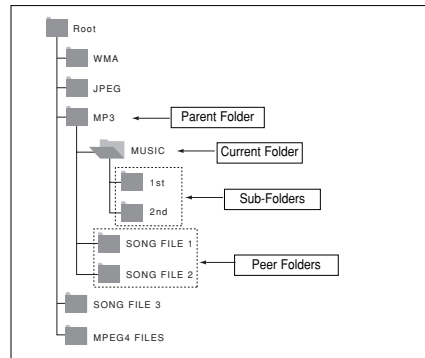 Root
WMA
JPEG
MP3 Parent Folder
MUSIC Current Folder
1st
Sub-Folders
2nd
SONG FILE 1
Peer Folders
SONG FILE 2
SONG FILE 3
MPEG4 FILES